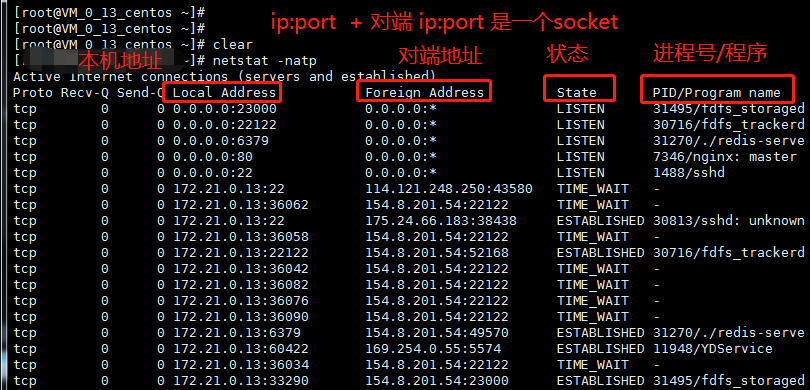 [root@VM_0_13_centos ~]#
[root@VM_0_13_centos ~]#
ip:port + 对端 ip:port 是一个socket
[root@VM_0_13_centos ~]# clear
netstat -natp
本机地址 对端地址 状态 进程号/程序
Active Internet connections (servers and established)
Proto Recv-Q Send-Q Local Address Foreign Address State PID/Program name
tcp 0 0 0.0.0.0:23000 0.0.0.0:* LISTEN 31495/fdfs_storaged
tcp 0 0 0.0.0.0:22122 0.0.0.0:* LISTEN 30716/fdfs_trackerd
tcp 0 0 0.0.0.0:6379 0.0.0.0:* LISTEN 31270/./redis-serve
tcp 0 0 0.0.0.0:80 0.0.0.0:* LISTEN 7346/nginx: master
tcp 0 0 0.0.0.0:22 0.0.0.0:* LISTEN 1488/sshd
tcp 0 0 172.21.0.13:22 114.121.248.250:43580 TIME_WAIT -
tcp 0 0 172.21.0.13:36062 154.8.201.54:22122 TIME_WAIT -
tcp 0 0 172.21.0.13:22 175.24.66.183:38438 ESTABLISHED 30813/sshd: unknown
tcp 0 0 172.21.0.13:36058 154.8.201.54:22122 TIME_WAIT -
tcp 0 0 172.21.0.13:22122 154.8.201.54:52168 ESTABLISHED 30716/fdfs_trackerd
tcp 0 0 172.21.0.13:36042 154.8.201.54:22122 TIME_WAIT -
tcp 0 0 172.21.0.13:36082 154.8.201.54:22122 TIME_WAIT -
tcp 0 0 172.21.0.13:36076 154.8.201.54:22122 TIME_WAIT -
tcp 0 0 172.21.0.13:36090 154.8.201.54:22122 TIME_WAIT -
tcp 0 0 172.21.0.13:6379 154.8.201.54:49570 ESTABLISHED 31270/./redis-serve
tcp 0 0 172.21.0.13:60422 169.254.0.55:5574 ESTABLISHED 11948/YDService
tcp 0 0 172.21.0.13:36034 154.8.201.54:22122 TIME_WAIT -
tcp 0 0 172.21.0.13:33290 154.8.201.54:23000 ESTABLISHED 31495/fdfs_storaged